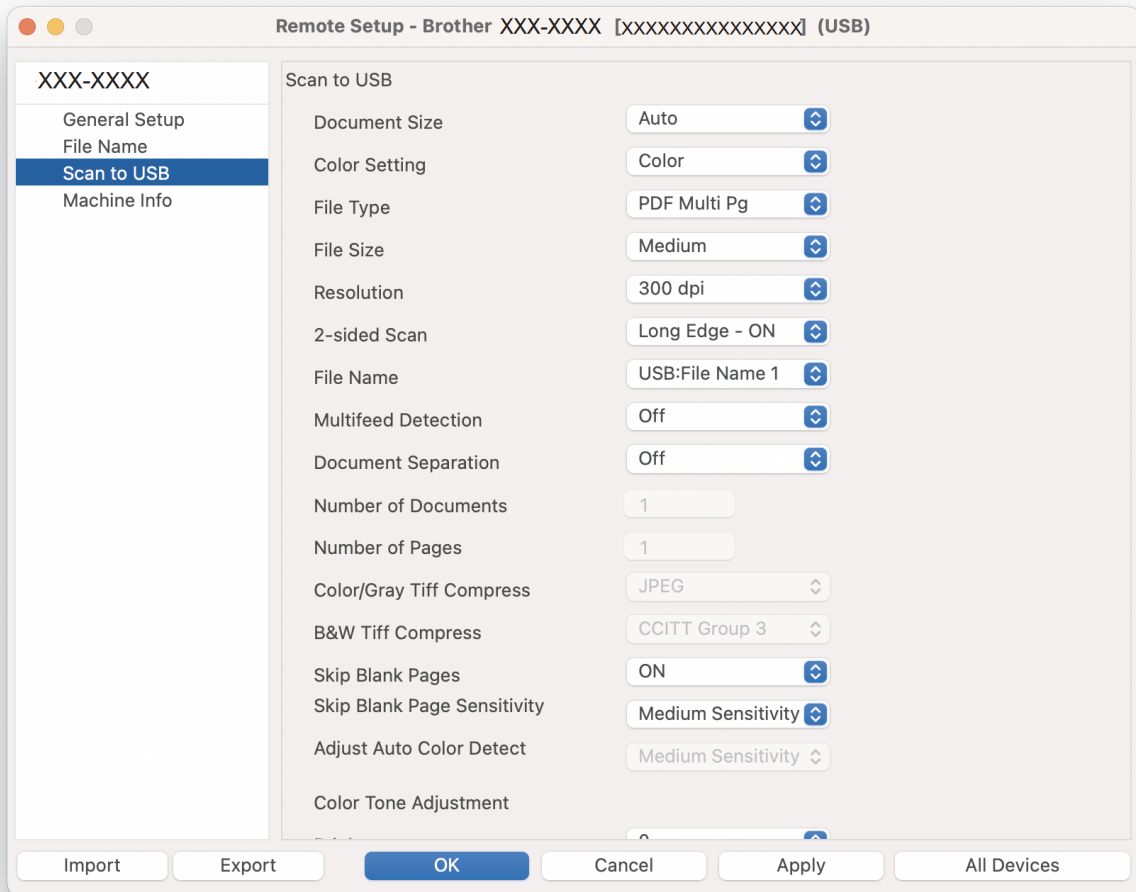 Remote Setup - Brother XXX-XXXX [XXXXXXXXXXXXXXX] (USB)
XXX-XXXX
General Setup
File Name
Scan to USB
Machine Info
Scan to USB
Document Size Auto
Color Setting Color
File Type PDF Multi Pg
File Size Medium
Resolution 300 dpi
2-sided Scan Long Edge - ON
File Name USB:File Name 1
Multifeed Detection Off
Document Separation Off
Number of Documents 1
Number of Pages 1
Color/Gray Tiff Compress JPEG
B&W Tiff Compress CCITT Group 3
Skip Blank Pages ON
Skip Blank Page Sensitivity Medium Sensitivity
Adjust Auto Color Detect Medium Sensitivity
Color Tone Adjustment
Import Export OK Cancel Apply All Devices